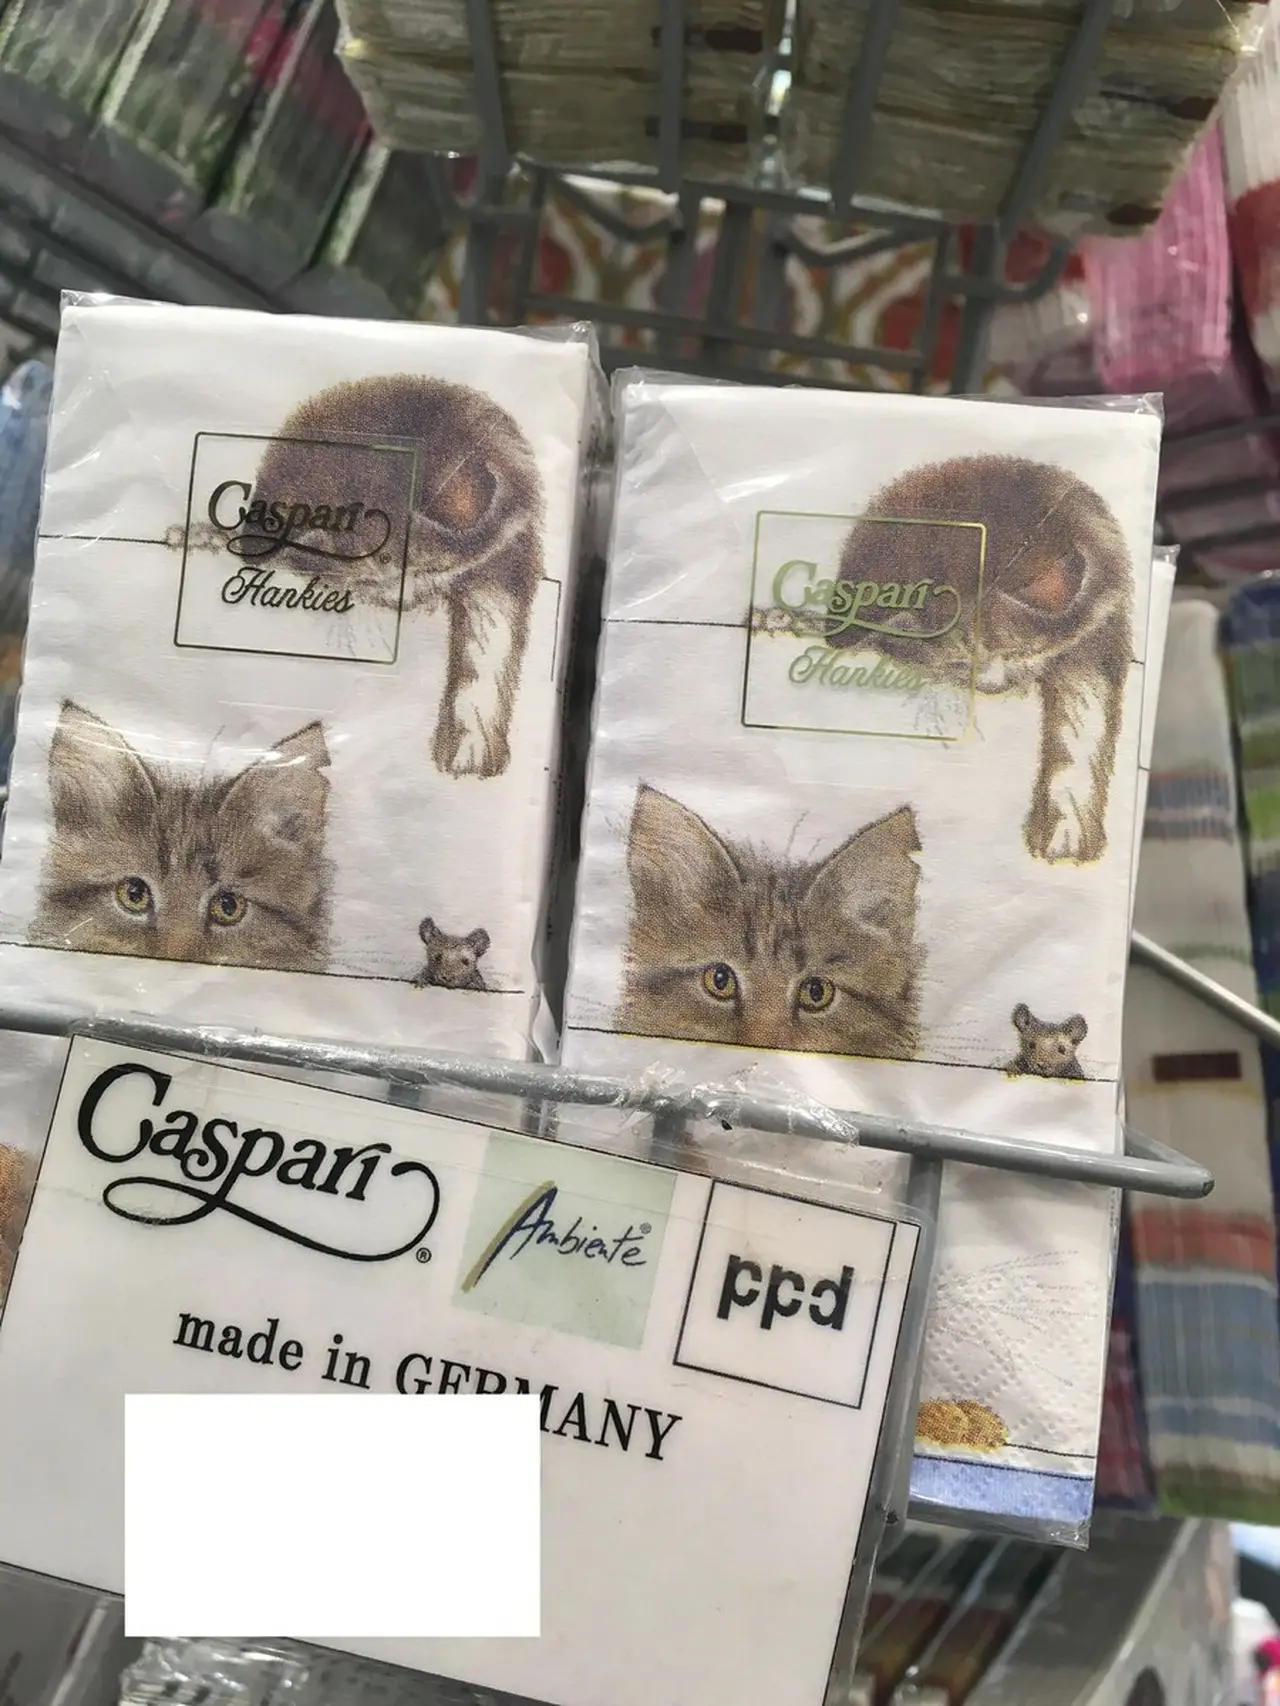 Caspari®
Hankies
Caspari
Hankies
Caspari®
Ambiente®
ppd
made in GERMANY